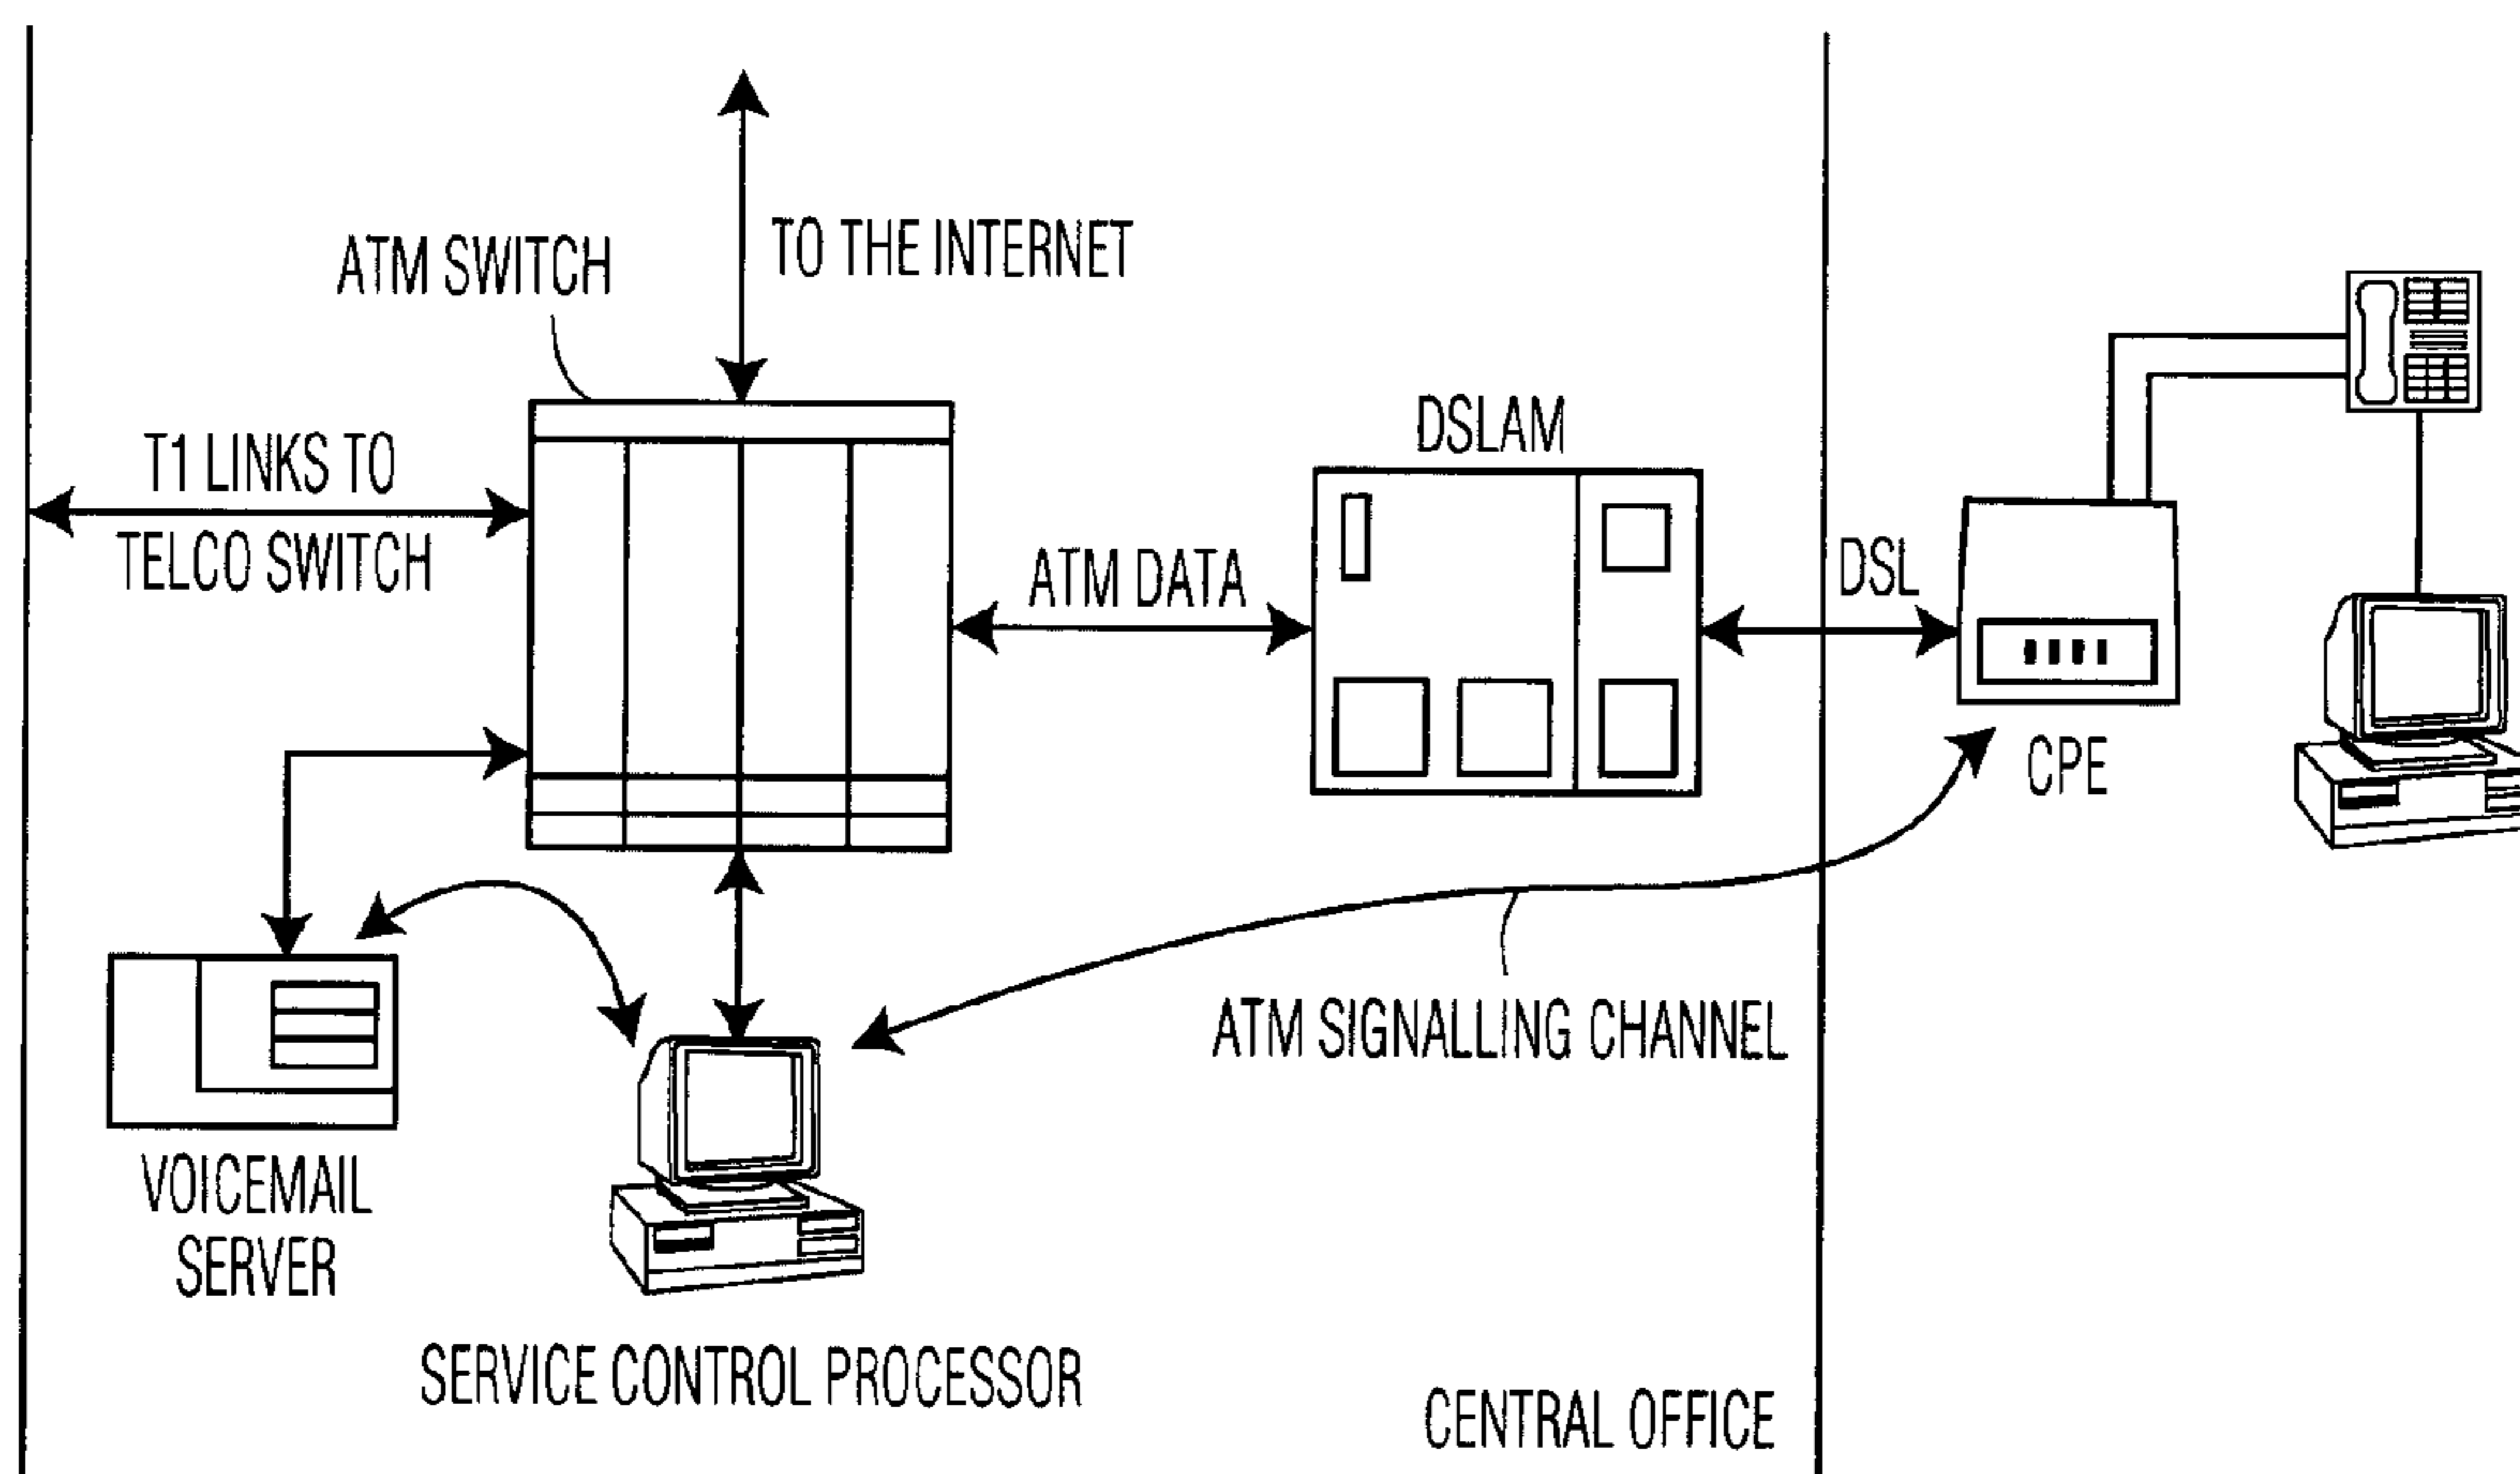 TO THE INTERNET
ATM SWITCH
T1 LINKS TO
TELCO SWITCH
DSLAM
ATM DATA
DSL
CPE
ATM SIGNALLING CHANNEL
VOICEMAIL
SERVER
SERVICE CONTROL PROCESSOR
CENTRAL OFFICE